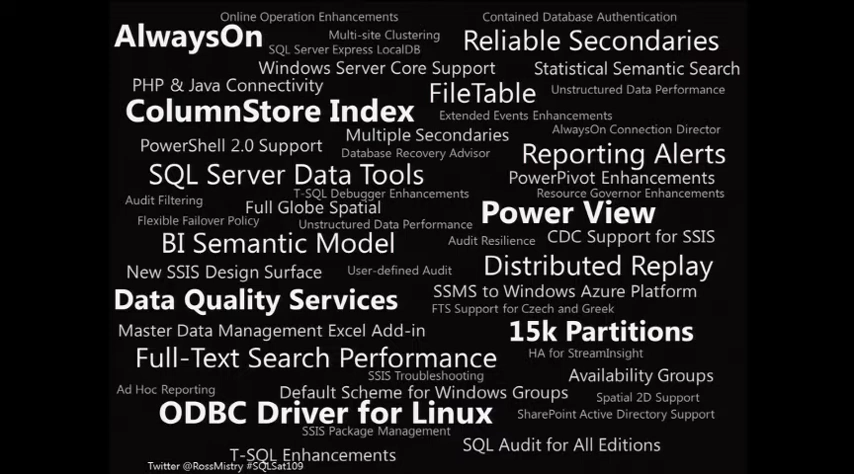 Online Operation Enhancements
Contained Database Authentication
AlwaysOn
Multi-site Clustering
Reliable Secondaries
SQL Server Express LocalDB
Windows Server Core Support
Statistical Semantic Search
PHP & Java Connectivity
FileTable
Unstructured Data Performance
ColumnStore Index
Extended Events Enhancements
Multiple Secondaries
AlwaysOn Connection Director
PowerShell 2.0 Support
Database Recovery Advisor
Reporting Alerts
SQL Server Data Tools
PowerPivot Enhancements
T-SQL Debugger Enhancements
Resource Governor Enhancements
Audit Filtering
Full Globe Spatial
Power View
Flexible Failover Policy
Unstructured Data Performance
BI Semantic Model
Audit Resilience
CDC Support for SSIS
New SSIS Design Surface
User-defined Audit
Distributed Replay
Data Quality Services
SSMS to Windows Azure Platform
FTS Support for Czech and Greek
Master Data Management Excel Add-in
15k Partitions
Full-Text Search Performance
HA for StreamInsight
SSIS Troubleshooting
Availability Groups
Ad Hoc Reporting
Default Scheme for Windows Groups
Spatial 2D Support
ODBC Driver for Linux
SharePoint Active Directory Support
SSIS Package Management
T-SQL Enhancements
SQL Audit for All Editions
Twitter @RossMistry #SQLSat109